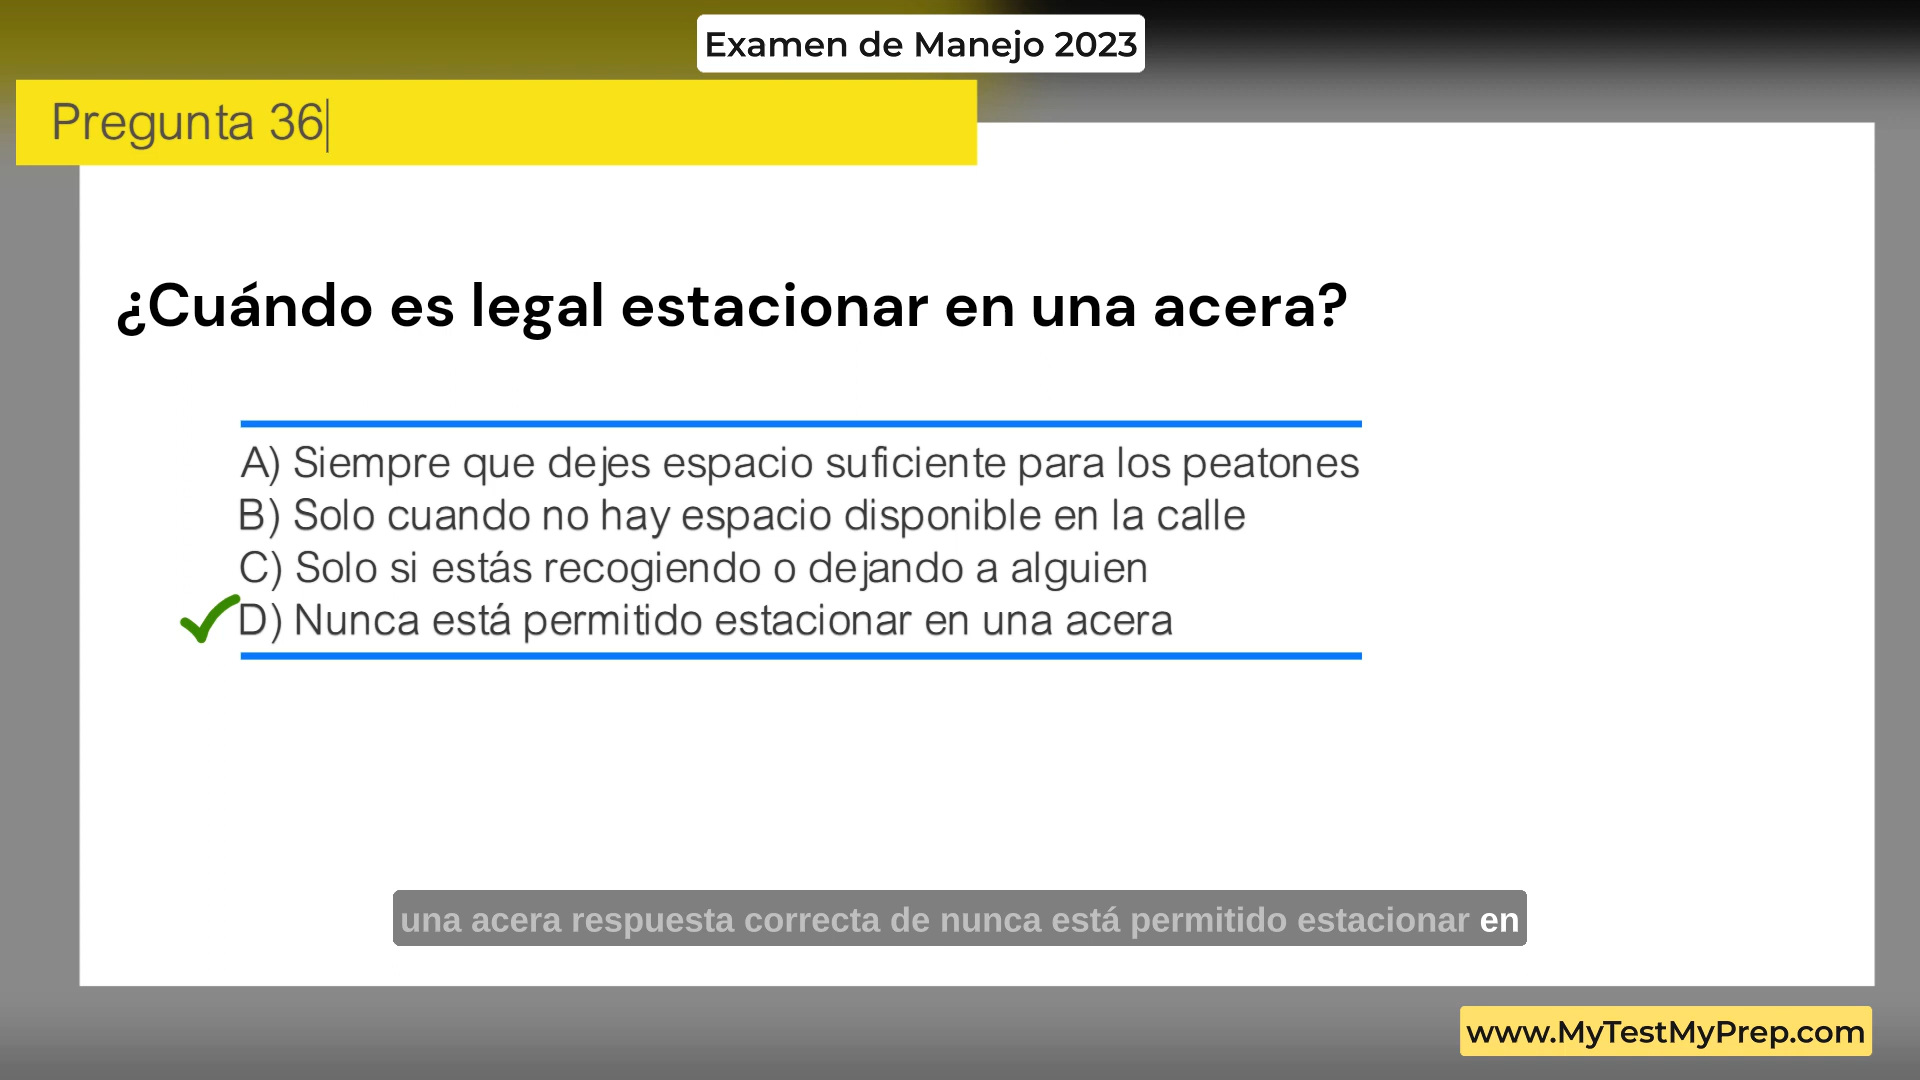 Examen de Manejo 2023
Pregunta 36
¿Cuándo es legal estacionar en una acera?
A) Siempre que dejes espacio suficiente para los peatones
B) Solo cuando no hay espacio disponible en la calle
C) Solo si estás recogiendo o dejando a alguien
D) Nunca está permitido estacionar en una acera
una acera respuesta correcta de nunca está permitido estacionar en
www.MyTestMyPrep.com